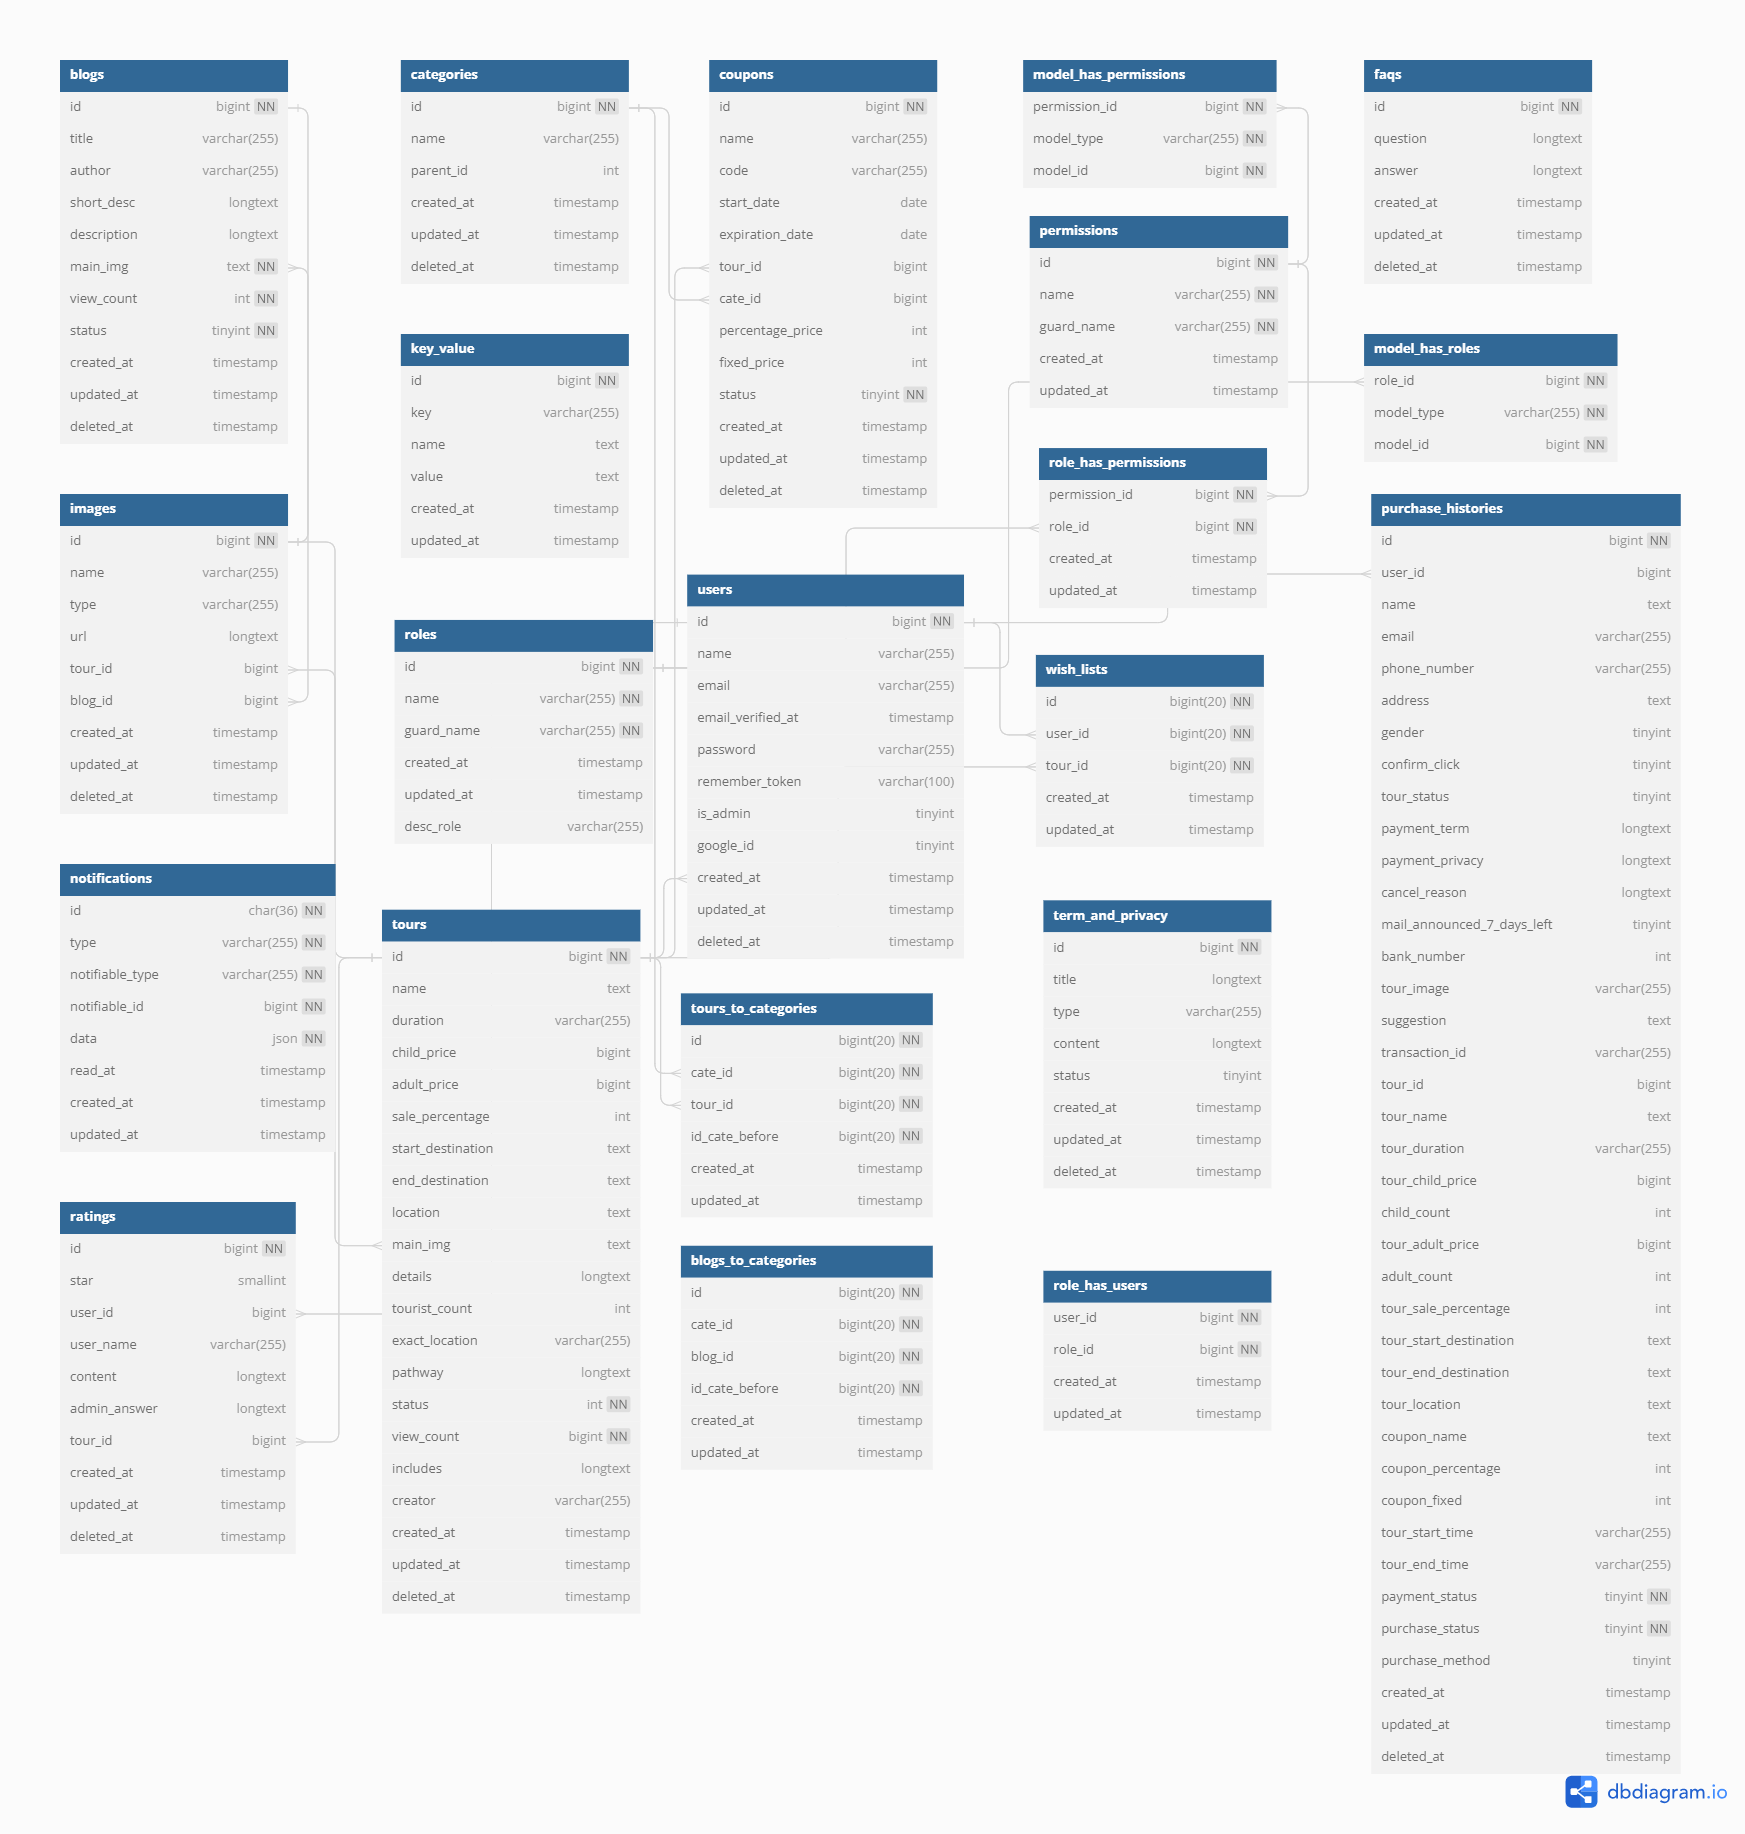 blogs
id bigint NN
title varchar(255)
author varchar(255)
short_desc longtext
description longtext
main_img text NN
view_count int NN
status tinyint NN
created_at timestamp
updated_at timestamp
deleted_at timestamp
images
id bigint NN
name varchar(255)
type varchar(255)
url longtext
tour_id bigint
blog_id bigint
created_at timestamp
updated_at timestamp
deleted_at timestamp
notifications
id char(36) NN
type varchar(255) NN
notifiable_type varchar(255) NN
notifiable_id bigint NN
data json NN
read_at timestamp
created_at timestamp
updated_at timestamp
ratings
id bigint NN
star smallint
user_id bigint
user_name varchar(255)
content longtext
admin_answer longtext
tour_id bigint
created_at timestamp
updated_at timestamp
deleted_at timestamp
categories
id bigint NN
name varchar(255)
parent_id int
created_at timestamp
updated_at timestamp
deleted_at timestamp
key_value
id bigint NN
key varchar(255)
name text
value text
created_at timestamp
updated_at timestamp
roles
id bigint NN
name varchar(255) NN
guard_name varchar(255) NN
created_at timestamp
updated_at timestamp
desc_role varchar(255)
tours
id bigint NN
name text
duration varchar(255)
child_price bigint
adult_price bigint
sale_percentage int
start_destination text
end_destination text
location text
main_img text
details longtext
tourist_count int
exact_location varchar(255)
pathway longtext
status int NN
view_count bigint NN
includes longtext
creator varchar(255)
created_at timestamp
updated_at timestamp
deleted_at timestamp
coupons
id bigint NN
name varchar(255)
code varchar(255)
start_date date
expiration_date date
tour_id bigint
cate_id bigint
percentage_price int
fixed_price int
status tinyint NN
created_at timestamp
updated_at timestamp
deleted_at timestamp
users
id bigint NN
name varchar(255)
email varchar(255)
email_verified_at timestamp
password varchar(255)
remember_token varchar(100)
is_admin tinyint
google_id tinyint
created_at timestamp
updated_at timestamp
deleted_at timestamp
tours_to_categories
id bigint(20) NN
cate_id bigint(20) NN
tour_id bigint(20) NN
id_cate_before bigint(20) NN
created_at timestamp
updated_at timestamp
blogs_to_categories
id bigint(20) NN
cate_id bigint(20) NN
blog_id bigint(20) NN
id_cate_before bigint(20) NN
created_at timestamp
updated_at timestamp
model_has_permissions
permission_id bigint NN
model_type varchar(255) NN
model_id bigint NN
permissions
id bigint NN
name varchar(255) NN
guard_name varchar(255) NN
created_at timestamp
updated_at timestamp
role_has_permissions
permission_id bigint NN
role_id bigint NN
created_at timestamp
updated_at timestamp
wish_lists
id bigint(20) NN
user_id bigint(20) NN
tour_id bigint(20) NN
created_at timestamp
updated_at timestamp
term_and_privacy
id bigint NN
title longtext
type varchar(255)
content longtext
status tinyint
created_at timestamp
updated_at timestamp
deleted_at timestamp
role_has_users
user_id bigint NN
role_id bigint NN
created_at timestamp
updated_at timestamp
faqs
id bigint NN
question longtext
answer longtext
created_at timestamp
updated_at timestamp
deleted_at timestamp
model_has_roles
role_id bigint NN
model_type varchar(255) NN
model_id bigint NN
purchase_histories
id bigint NN
user_id bigint
name text
email varchar(255)
phone_number varchar(255)
address text
gender tinyint
confirm_click tinyint
tour_status tinyint
payment_term longtext
payment_privacy longtext
cancel_reason longtext
mail_announced_7_days_left tinyint
bank_number int
tour_image varchar(255)
suggestion text
transaction_id varchar(255)
tour_id bigint
tour_name text
tour_duration varchar(255)
tour_child_price bigint
child_count int
tour_adult_price bigint
adult_count int
tour_sale_percentage int
tour_start_destination text
tour_end_destination text
tour_location text
coupon_name text
coupon_percentage int
coupon_fixed int
tour_start_time varchar(255)
tour_end_time varchar(255)
payment_status tinyint NN
purchase_status tinyint NN
purchase_method tinyint
created_at timestamp
updated_at timestamp
deleted_at timestamp
dbdiagram.io